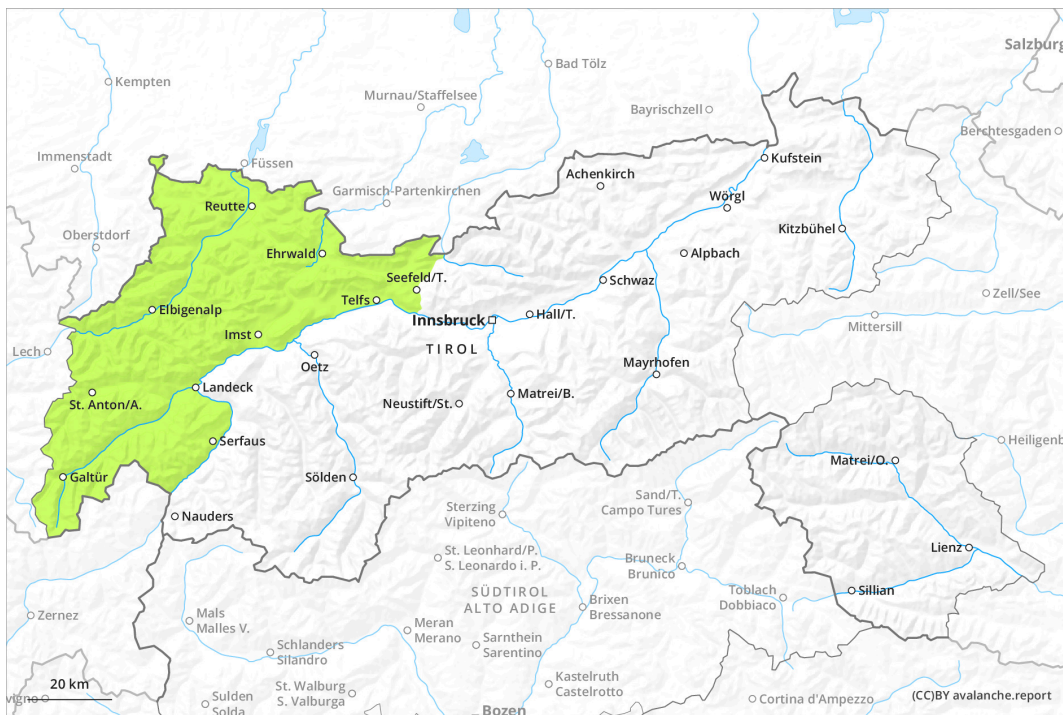 Salzburg
Kempten
Bad Tölz
Murnau/Staffelsee
Bayrischzell
Berchtesgaden
Immenstadt
Füssen
Kufstein
Achenkirch
Garmisch-Partenkirchen
Reutte
Wörgl
Oberstdorf
Kitzbühel
Ehrwald
Alpbach
Seefeld/T.
Schwaz
Zell/See
Telfs
Elbigenalp
Hall/T.
Innsbruck
Mittersill
Imst
Lech
TIROL
Oetz
Mayrhofen
Landeck
St. Anton/A.
Neustift/St.
Matrei/B.
Serfaus
Heiligenb
Matrei/O.
Galtür
Sölden
Sand/T.
Campo Tures
Sterzing
Vipiteno
Nauders
Lienz
St. Leonhard/P.
S. Leonardo i. P.
Bruneck
Brunico
SÜDTIROL
ALTO ADIGE
Toblach
Dobbiaco
Sillian
Brixen
Bressanone
Zernez
Mals
Malles V.
Meran
Merano
Sarnthein
Sarentino
Schlanders
Silandro
Kastelruth
Castelrotto
20 km
St. Walburg
S. Valburga
vigno
Sulden
Solda
Cortina d'Ampezzo
(CC)BY avalanche.report
Bozen